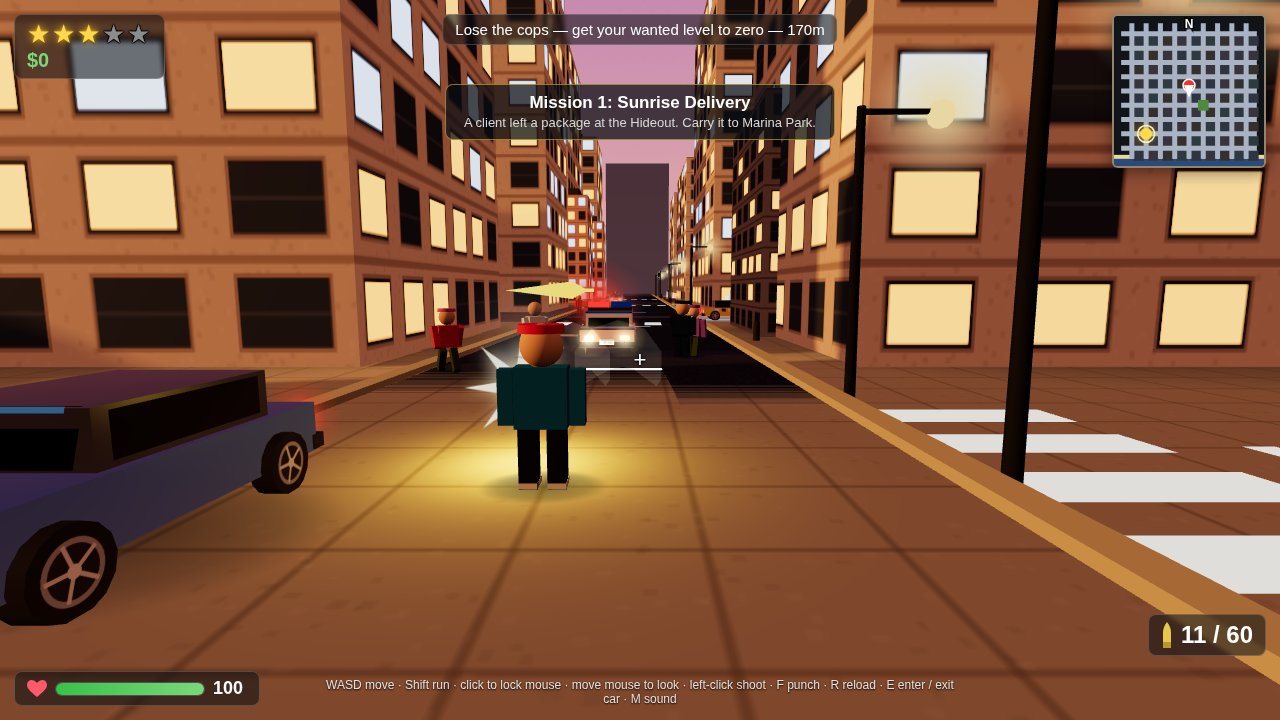 $0
Lose the cops — get your wanted level to zero — 170m
N
Mission 1: Sunrise Delivery
A client left a package at the Hideout. Carry it to Marina Park.
11 / 60
100
WASD move · Shift run · click to lock mouse · move mouse to look · left-click shoot · F punch · R reload · E enter / exit
car · M sound